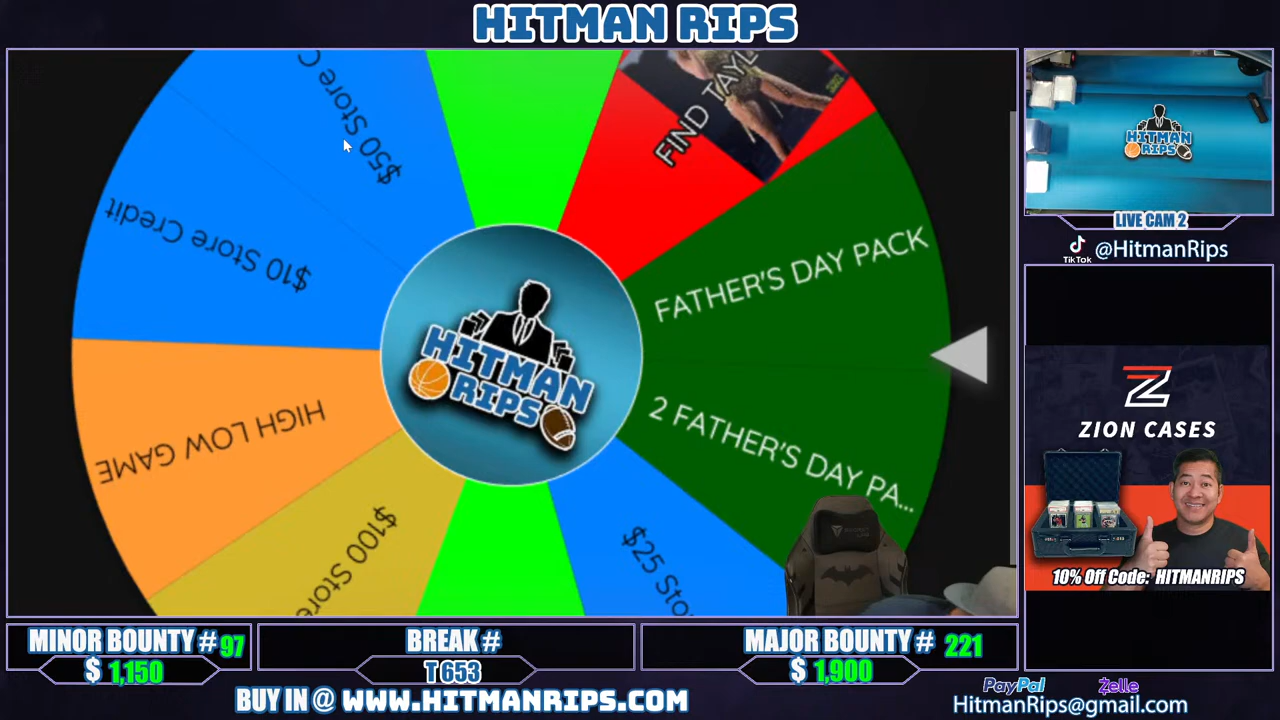 HITMAN RIPS
$50 Store C
FIND TAYL
$10 Store Credit
FATHER'S DAY PACK
2 FATHER'S DAY PA...
HIGH LOW GAME
$100 Store
$25 Sto
HITMAN
RIPS
HITMAN
RIPS
LIVE CAM 2
TikTok
@HitmanRips
ZION CASES
10% Off Code: HITMANRIPS
MINOR BOUNTY # 97
$ 1,150
BREAK #
T 653
MAJOR BOUNTY # 221
$ 1,900
BUY IN @ WWW.HITMANRIPS.COM
PayPal Zelle
HitmanRips@gmail.com